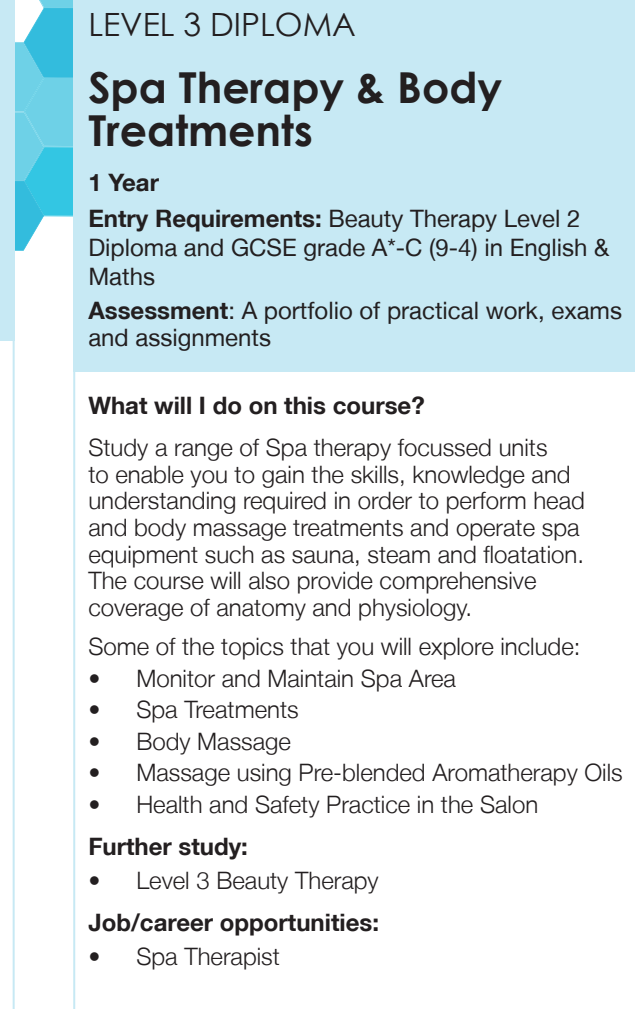 LEVEL 3 DIPLOMA
Spa Therapy & Body
Treatments
1 Year
Entry Requirements: Beauty Therapy Level 2
Diploma and GCSE grade A*-C (9-4) in English &
Maths
Assessment: A portfolio of practical work, exams
and assignments
What will I do on this course?
Study a range of Spa therapy focussed units
to enable you to gain the skills, knowledge and
understanding required in order to perform head
and body massage treatments and operate spa
equipment such as sauna, steam and floatation.
The course will also provide comprehensive
coverage of anatomy and physiology.
Some of the topics that you will explore include:
• Monitor and Maintain Spa Area
• Spa Treatments
• Body Massage
• Massage using Pre-blended Aromatherapy Oils
• Health and Safety Practice in the Salon
Further study:
• Level 3 Beauty Therapy
Job/career opportunities:
• Spa Therapist